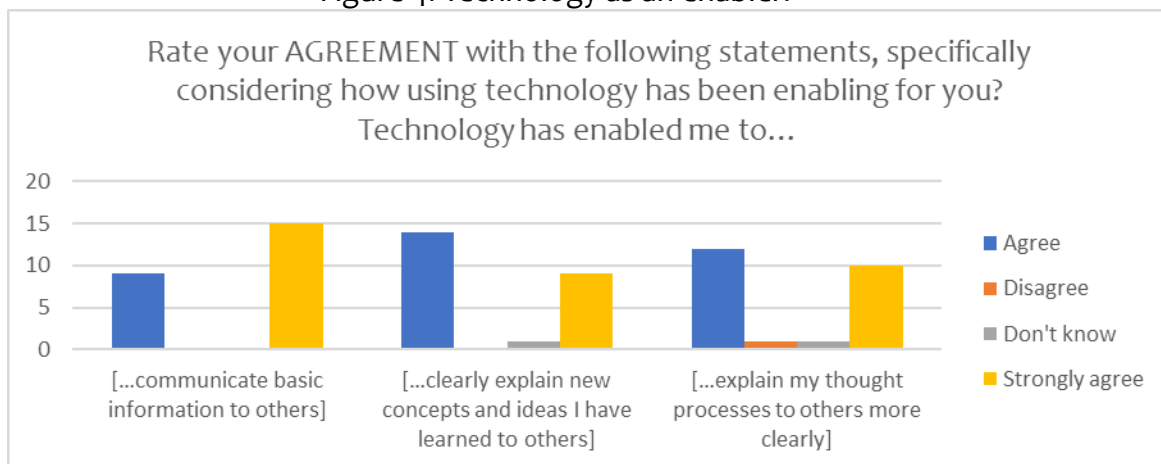 Rate your AGREEMENT with the following statements, specifically
considering how using technology has been enabling for you?
Technology has enabled me to...
20
15
10
5
0
Agree
Disagree
Don't know
Strongly agree
[...communicate basic
information to others]
[...clearly explain new
concepts and ideas I have
learned to others]
[...explain my thought
processes to others more
clearly]